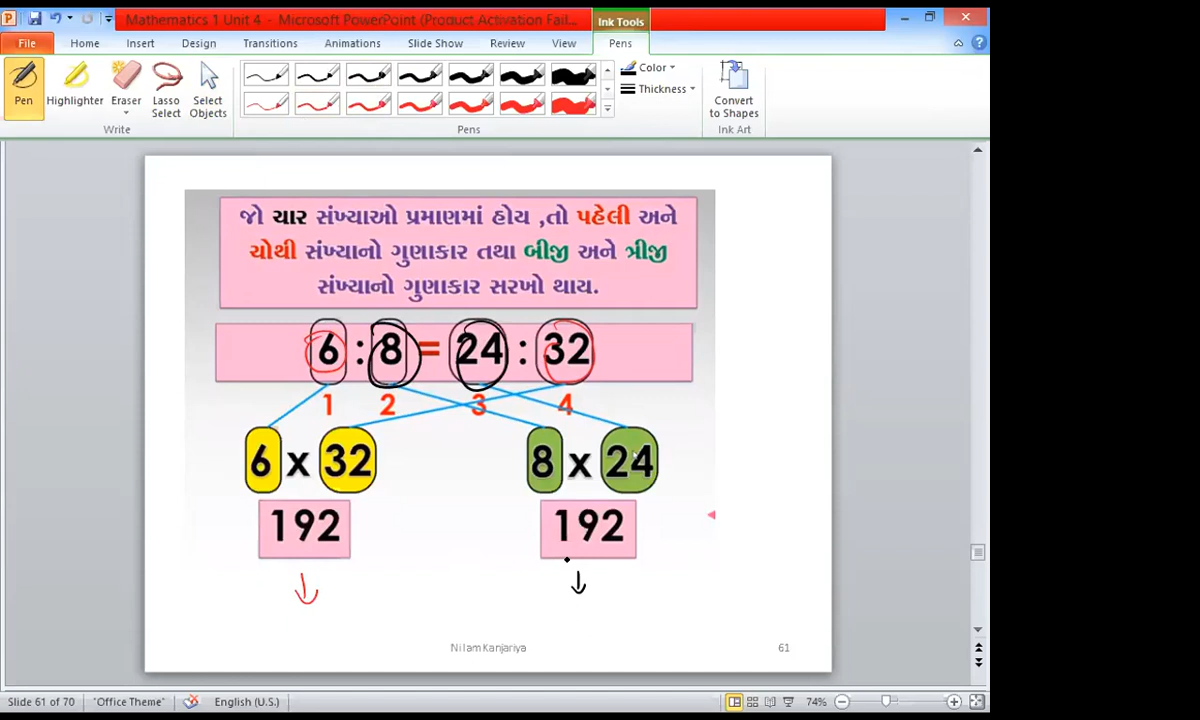 Mathematics 1 Unit 4 - Microsoft PowerPoint (Product Activation Fail...
Ink Tools
File Home Insert Design Transitions Animations Slide Show Review View Pens
Pen Highlighter Eraser Lasso Select Select Objects
Color
Thickness
Convert to Shapes
Write Pens Ink Art
જો ચાર સંખ્યાઓ પ્રમાણમાં હોય ,તો પહેલી અને
ચોથી સંખ્યાનો ગુણાકાર તથા બીજી અને ત્રીજી
સંખ્યાનો ગુણાકાર સરખો થાય.
6 : 8 = 24 : 32
1 2 3 4
6 x 32 8 x 24
192 192
Nilam Kanjariya 61
Slide 61 of 70 "Office Theme" English (U.S.) 74%